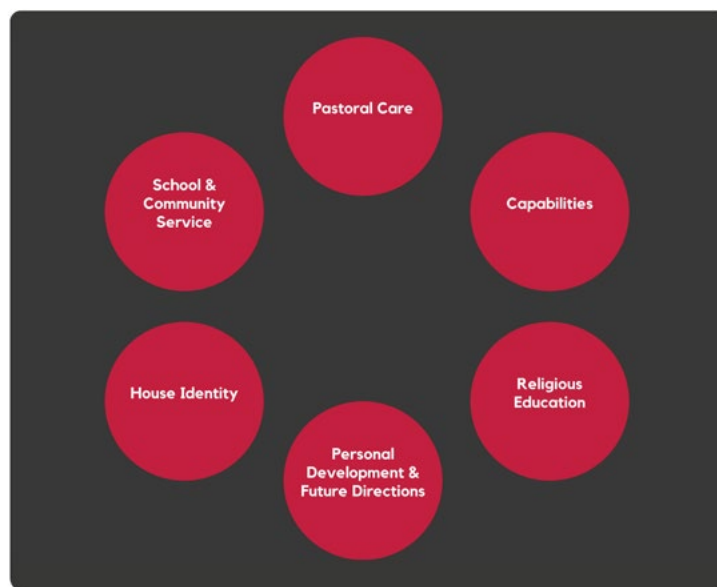 Pastoral Care
School &
Community
Service
Capabilities
House Identity
Religious
Education
Personal
Development &
Future Directions